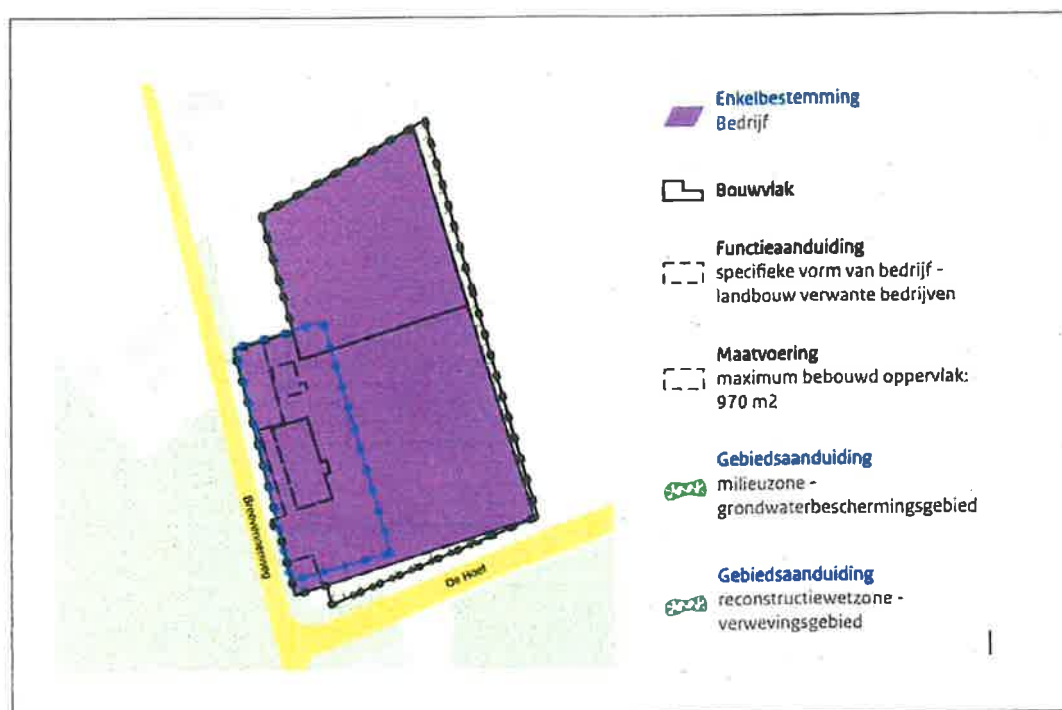 Enkelbestemming
Bedrijf
Bouwvlak
Functieaanduiding
specifieke vorm van bedrijf -
landbouw verwante bedrijven
Maatvoering
maximum bebouwd oppervlak:
970 m2
Gebiedsaanduiding
milieuzone -
grondwaterbeschermingsgebied
Gebiedsaanduiding
reconstructiewetzone -
verwevingsgebied
De Hoef